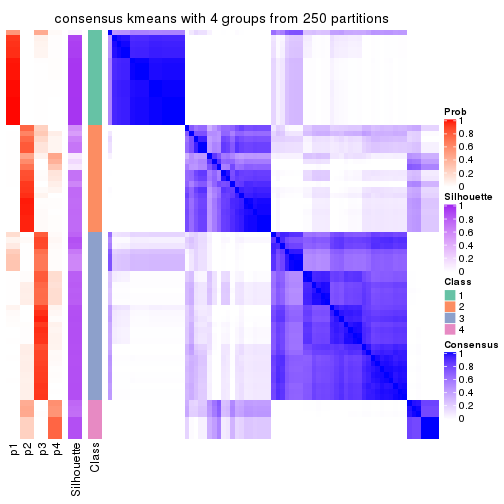 consensus kmeans with 4 groups from 250 partitions
Prob
1
0.8
0.6
0.4
0.2
0
Silhouette
1
0.8
0.6
0.4
0.2
0
Class
1
2
3
4
Consensus
1
0.8
0.6
0.4
0.2
0
p1
p2
p3
p4
Silhouette
Class